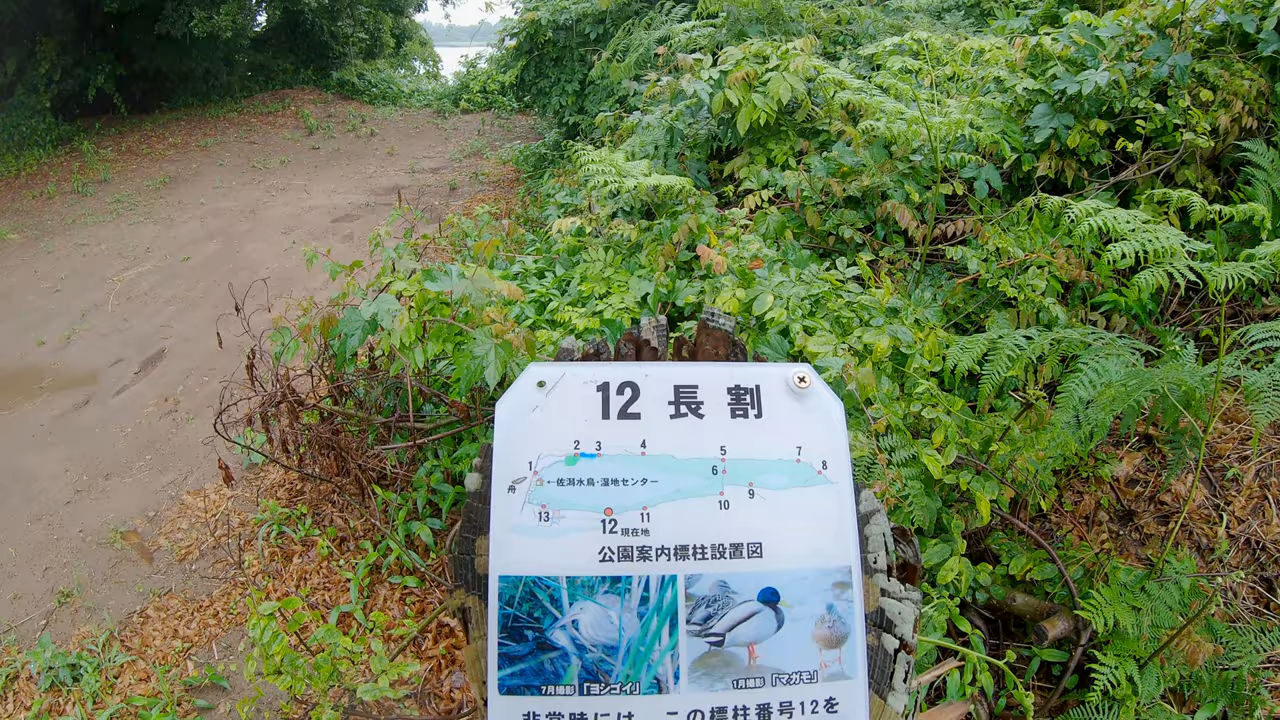 12 長割
2 3 4 5 7
1 6 8
←佐潟水鳥・湿地センター
舟
9
13 12 現在地 11 10
公園案内標柱設置図
7月撮影「ヨシゴイ」 1月撮影「マガモ」
非常時には、この標柱番号12を